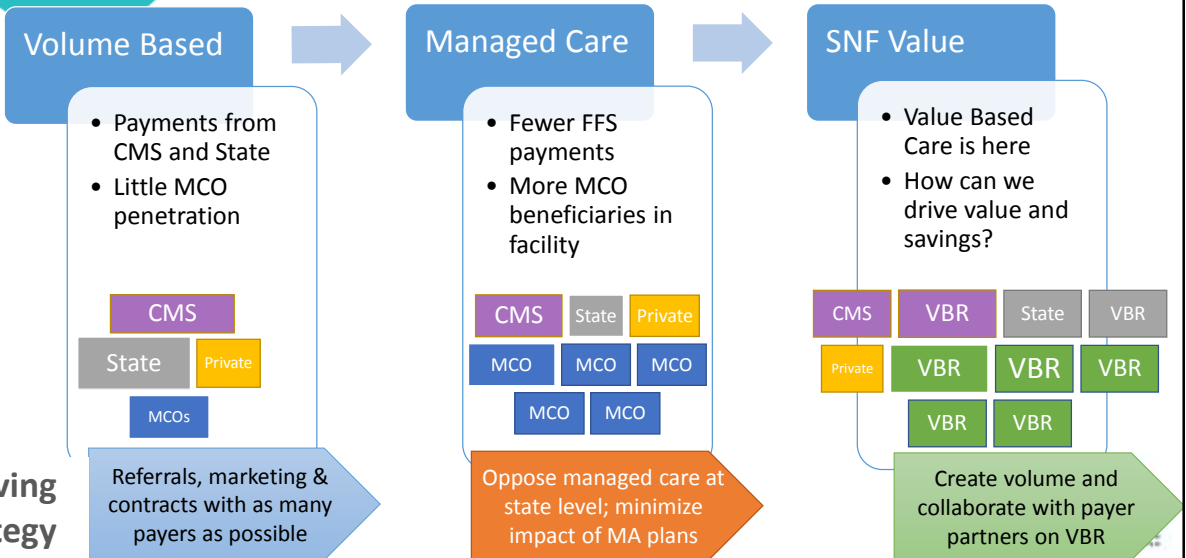 Volume Based
• Payments from
CMS and State
• Little MCO
penetration
CMS
State
Private
MCOs
Referrals, marketing &
contracts with as many
payers as possible
Managed Care
• Fewer FFS
payments
• More MCO
beneficiaries in
facility
CMS
State
Private
MCO
MCO
MCO
MCO
MCO
Oppose managed care at
state level; minimize
impact of MA plans
SNF Value
• Value Based
Care is here
• How can we
drive value and
savings?
CMS
VBR
State
VBR
Private
VBR
VBR
VBR
VBR
VBR
Create volume and
collaborate with payer
partners on VBR